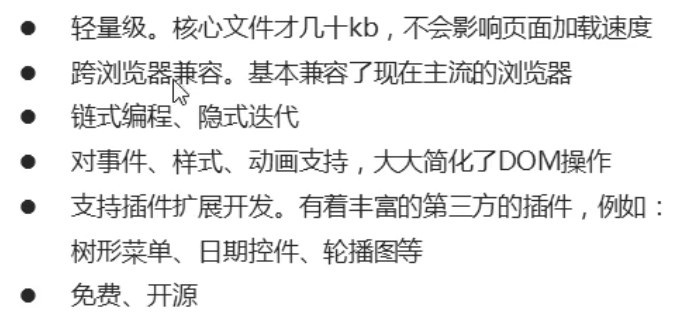 ● 轻量级。核心文件才几十kb，不会影响页面加载速度
● 跨浏览器兼容。基本兼容了现在主流的浏览器
● 链式编程、隐式迭代
● 对事件、样式、动画支持，大大简化了DOM操作
● 支持插件扩展开发。有着丰富的第三方的插件，例如：
树形菜单、日期控件、轮播图等
● 免费、开源